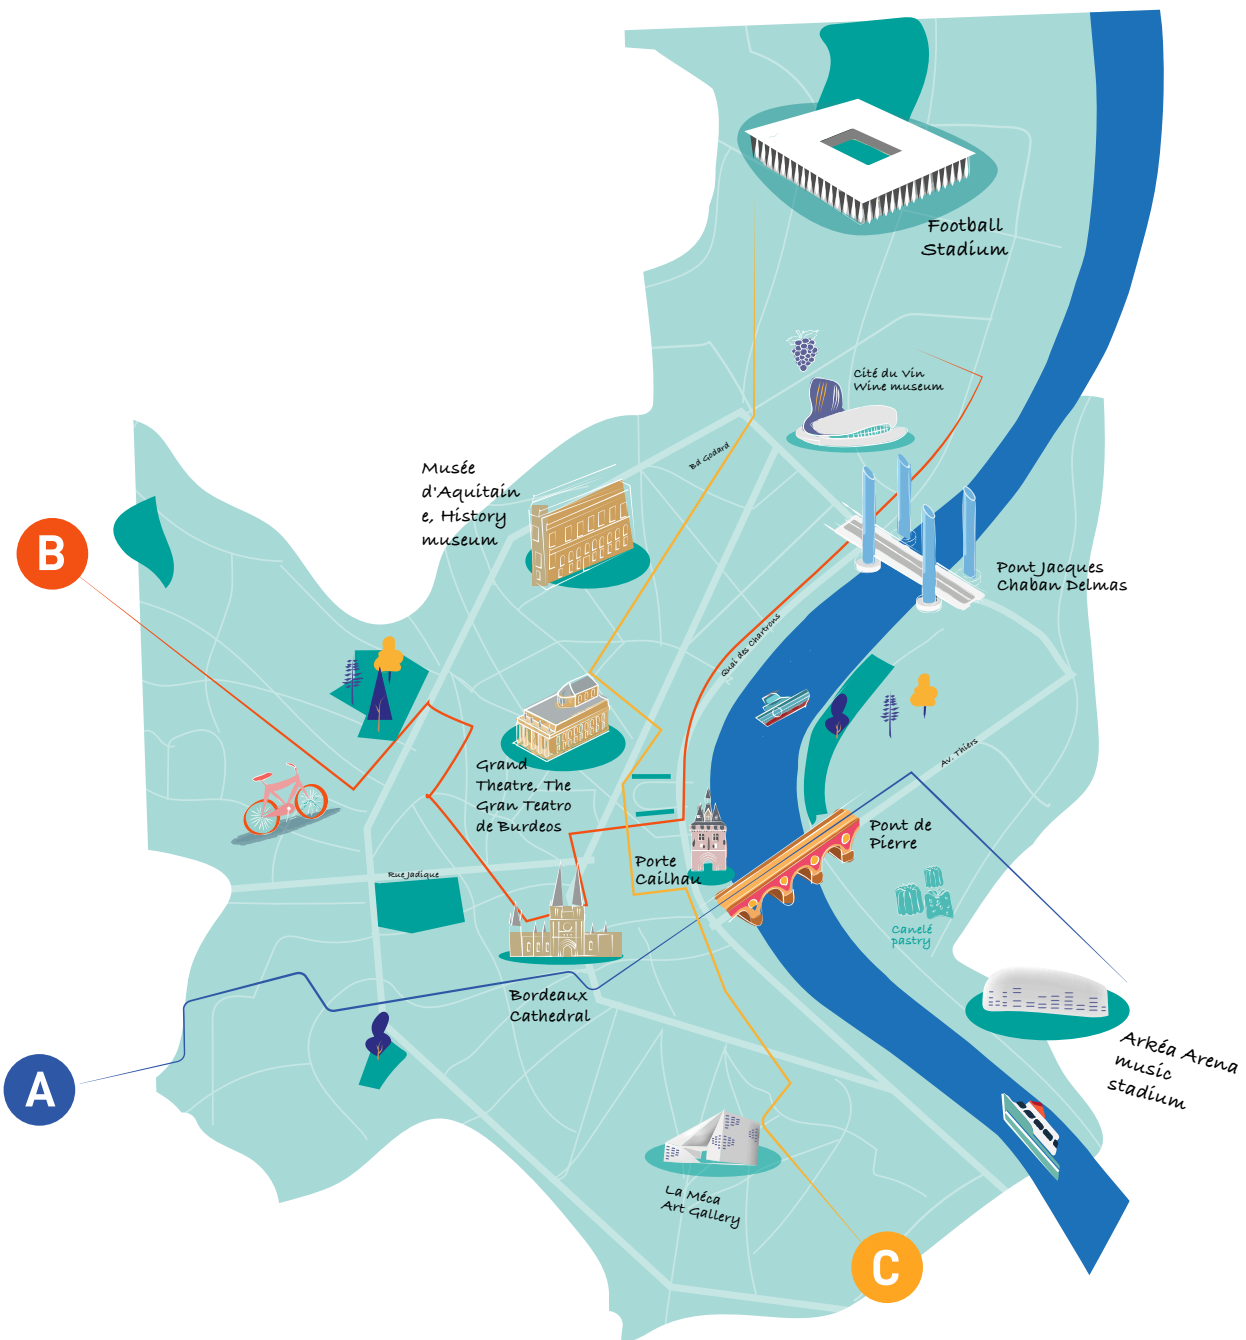 Football
Stadium
Cité du Vin
Wine museum
Bd Godard
Musée
d'Aquitain
e, History
museum
B
Pont Jacques
Chaban Delmas
Quai des Chartrons
Av. Thiers
Grand
Theatre, The
Gran Teatro
de Burdeos
Pont de
Pierre
Porte
Cailhau
Rue Jadique
Canelé
pastry
Bordeaux
Cathedral
Arkéa Arena
music
stadium
A
La Méca
Art Gallery
C